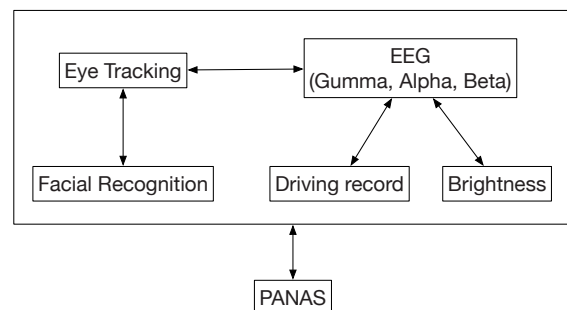 Eye Tracking
EEG
(Gumma, Alpha, Beta)
Facial Recognition
Driving record
Brightness
PANAS